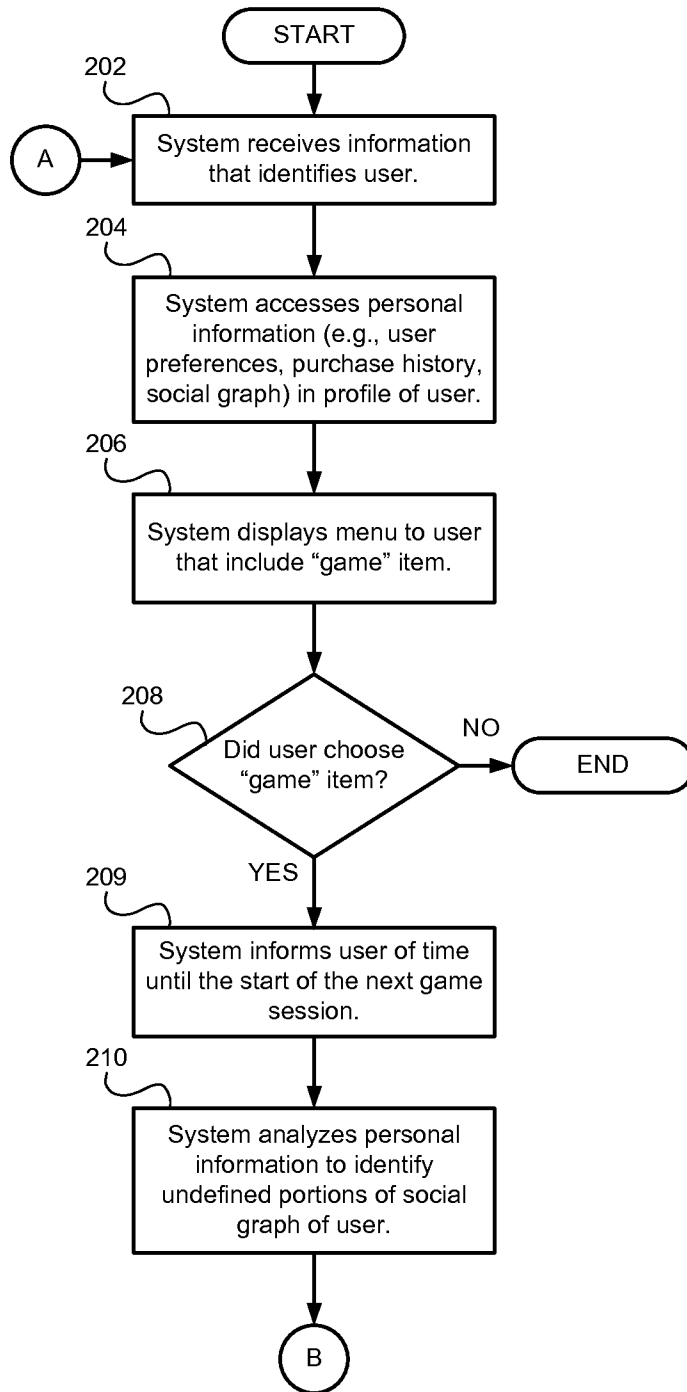 START
202
A
System receives information
that identifies user.
204
System accesses personal
information (e.g., user
preferences, purchase history,
social graph) in profile of user.
206
System displays menu to user
that include “game” item.
208
Did user choose
“game” item?
NO
END
YES
209
System informs user of time
until the start of the next game
session.
210
System analyzes personal
information to identify
undefined portions of social
graph of user.
B